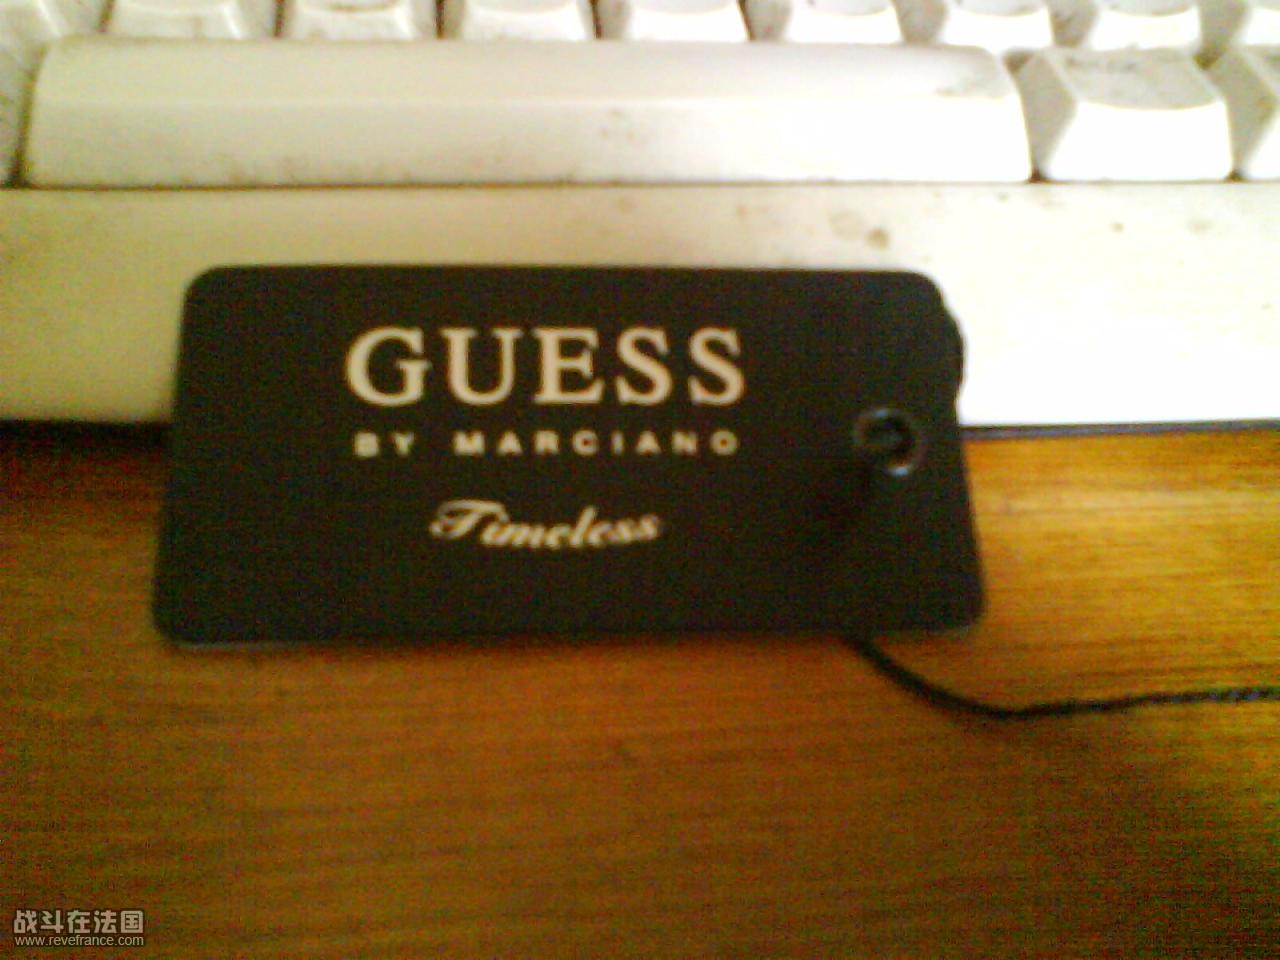 GUESS
BY MARCIANO
Timeless
战斗在法国
www.revefrance.com